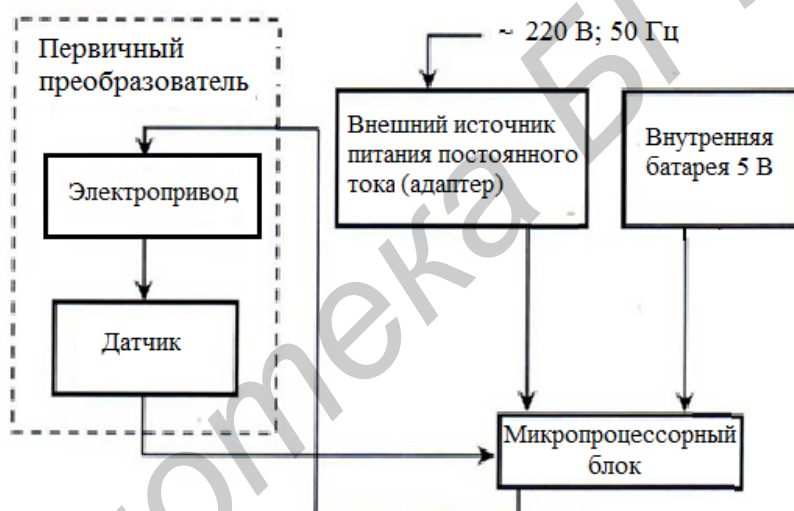 Первичный
преобразователь
~ 220 В; 50 Гц
Внешний источник
питания постоянного
тока (адаптер)
Внутренняя
батарея 5 В
Электропривод
Датчик
Микропроцессорный
блок